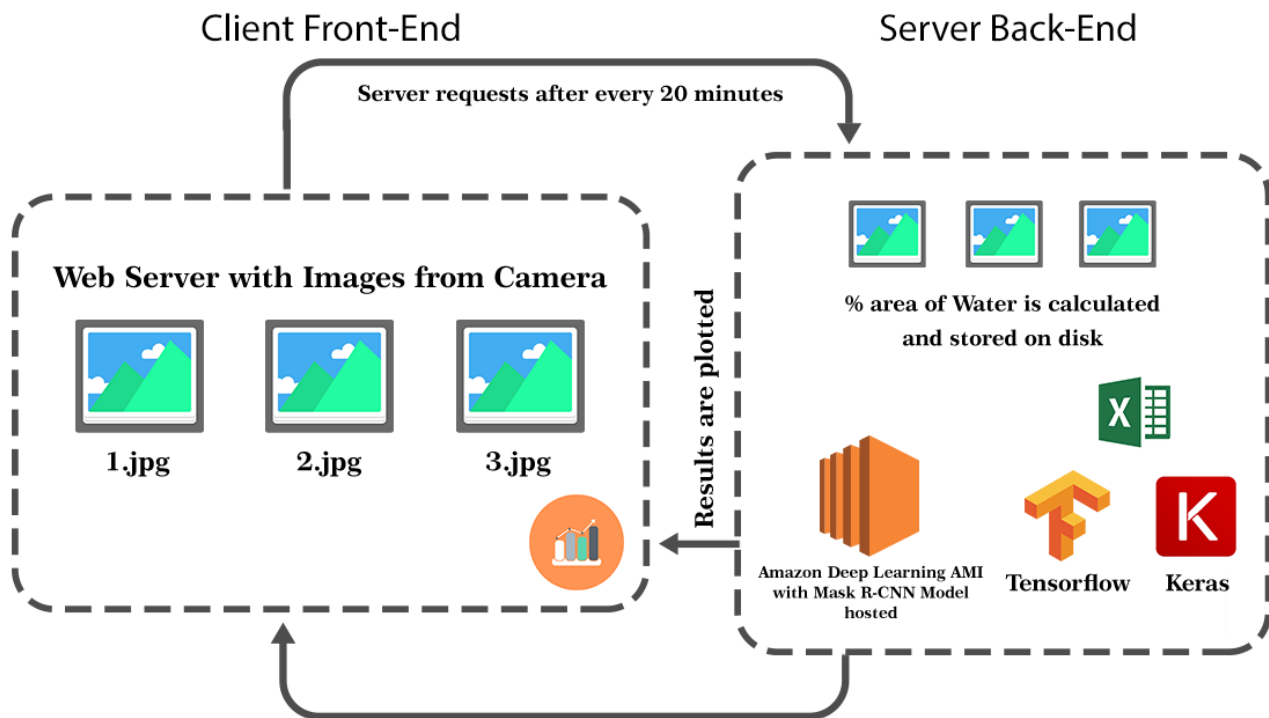 Client Front-End
Server Back-End
Server requests after every 20 minutes
Web Server with Images from Camera
1.jpg
2.jpg
3.jpg
Results are plotted
% area of Water is calculated
and stored on disk
X
Amazon Deep Learning AMI
with Mask R-CNN Model
hosted
Tensorflow
K
Keras